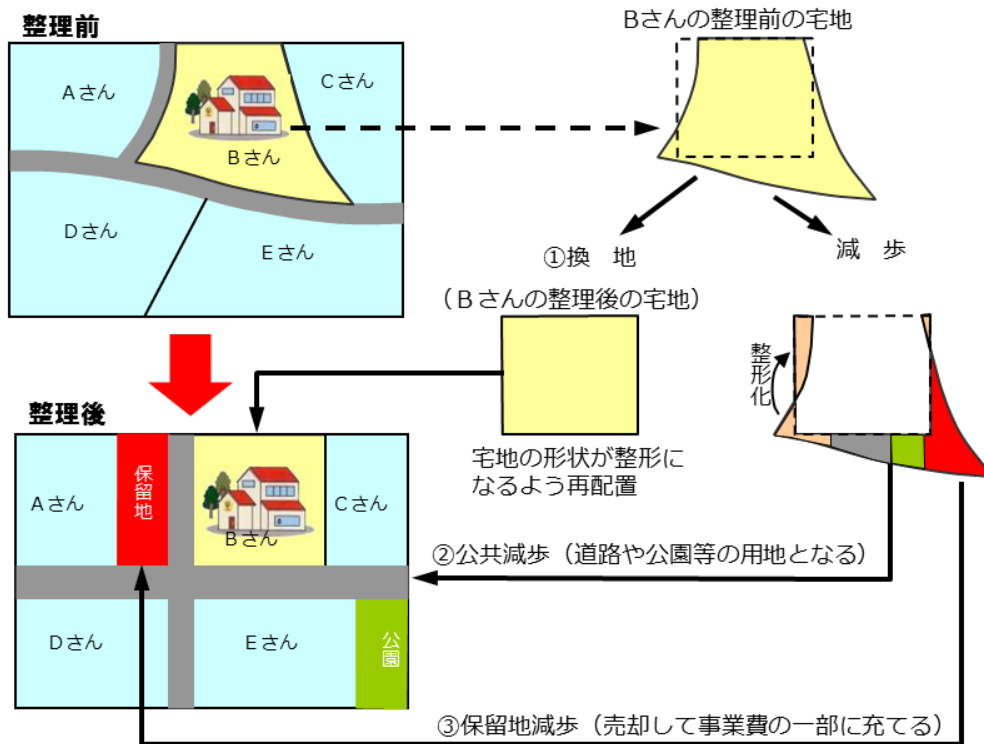 整理前
Aさん
Bさん
Cさん
Dさん
Eさん
Bさんの整理前の宅地
①換　地
減　歩
（Bさんの整理後の宅地）
宅地の形状が整形に
なるよう再配置
整形化
整理後
Aさん
保留地
Bさん
Cさん
Dさん
Eさん
公園
②公共減歩（道路や公園等の用地となる）
③保留地減歩（売却して事業費の一部に充てる）